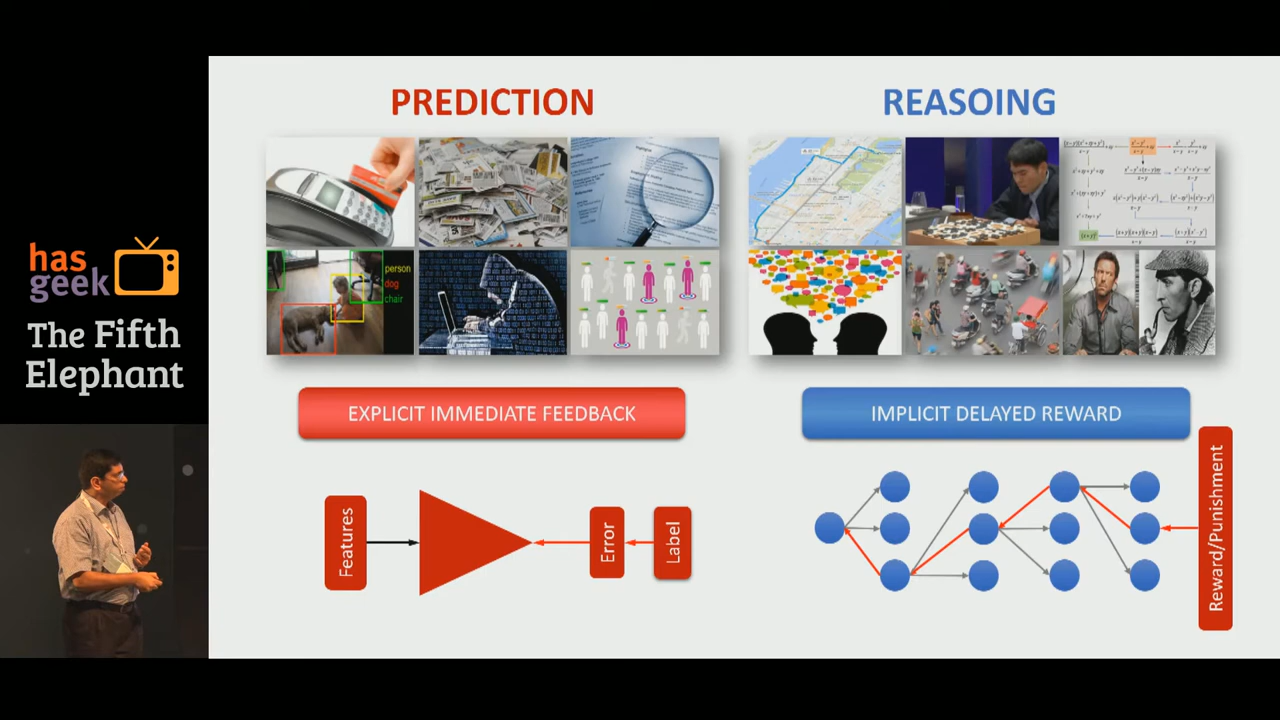 has
geek
The Fifth
Elephant
PREDICTION
REASOING
person
dog
chair
EXPLICIT IMMEDIATE FEEDBACK
IMPLICIT DELAYED REWARD
Features
Error
Label
Reward/Punishment